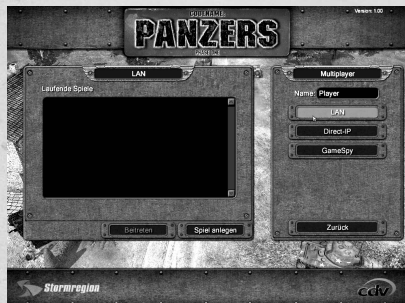 CODENAME:
PANZERS
PHASE ONE
Version: 1.00
LAN
Laufende Spiele
Beitreten
Spiel anlegen
Multiplayer
Name: Player
LAN
Direct-IP
GameSpy
Zurück
Stormregion
cdv